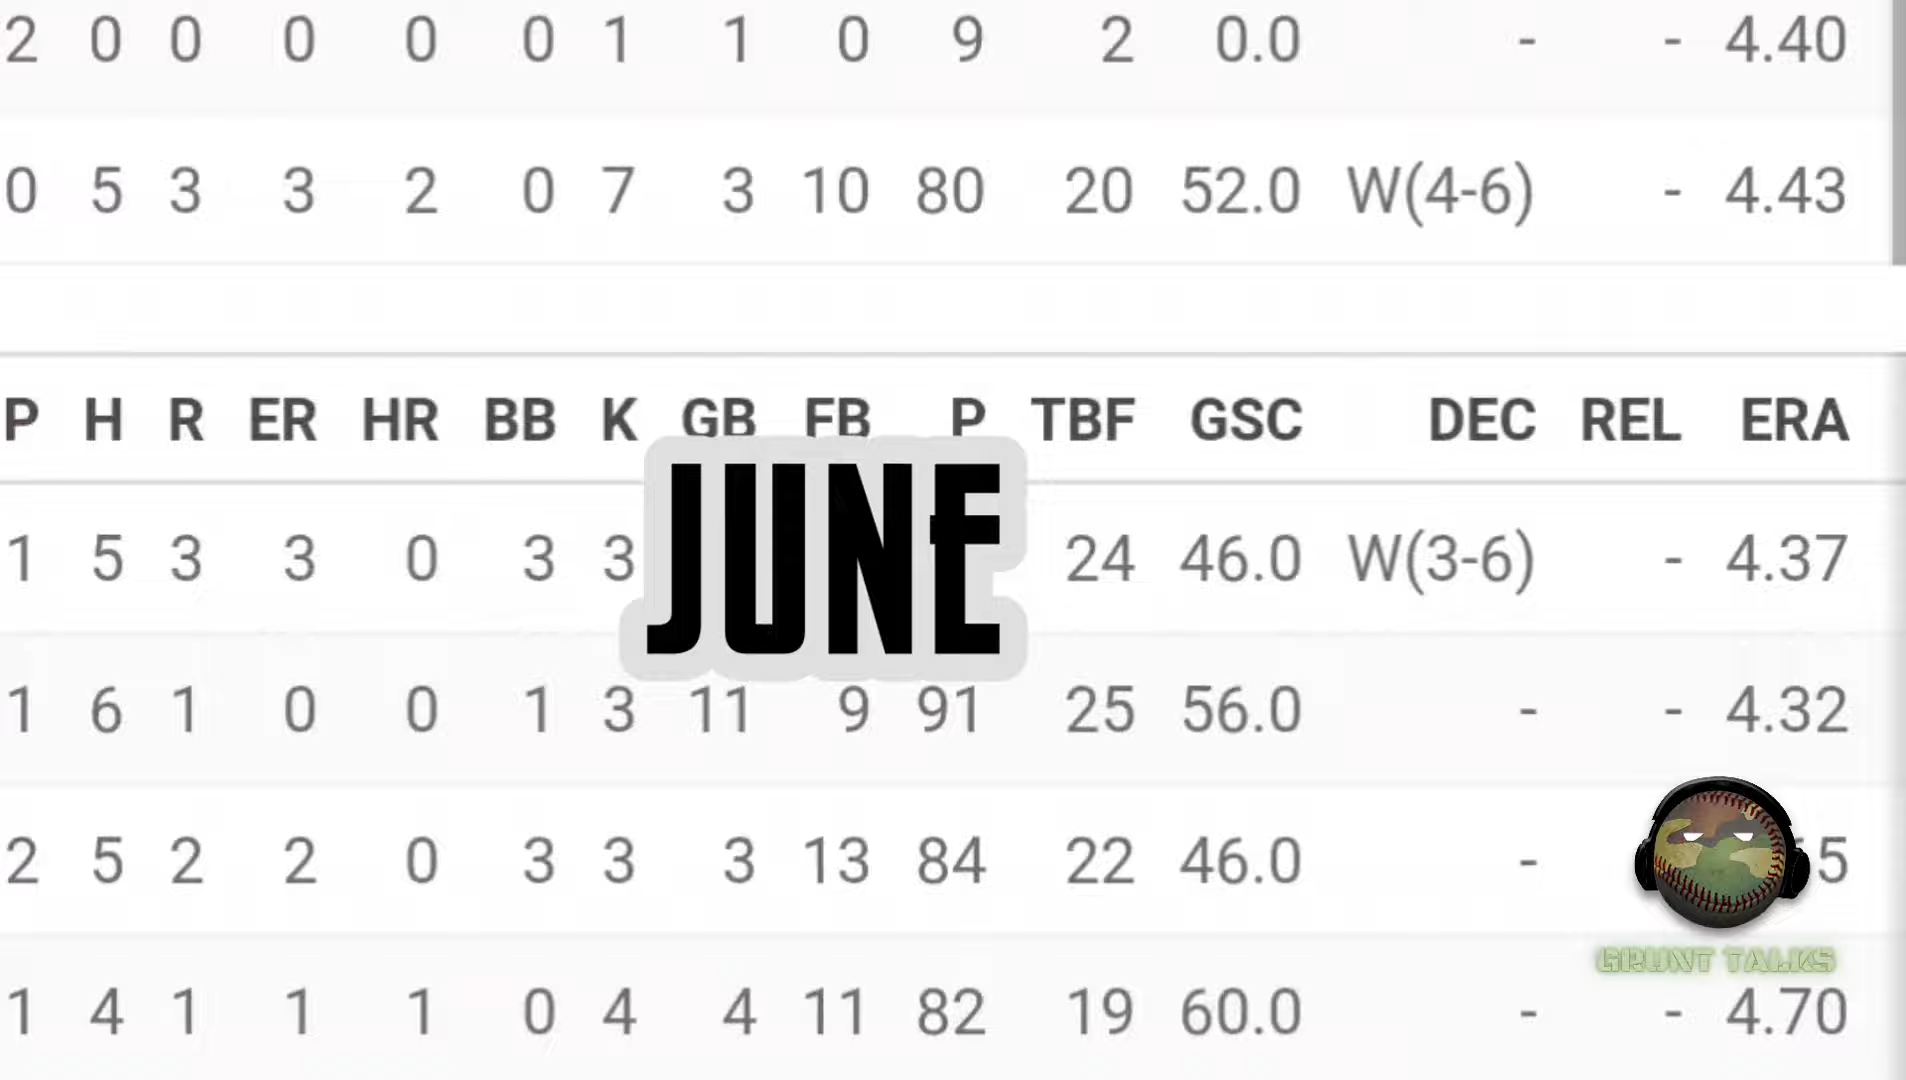 2 0 0 0 0 0 1 1 0 9 2 0.0 - - 4.40
0 5 3 3 2 0 7 3 10 80 20 52.0 W(4-6) - 4.43
P H R ER HR BB K GB FB P TBF GSC DEC REL ERA
JUNE
1 5 3 3 0 3 3 24 46.0 W(3-6) - 4.37
1 6 1 0 0 1 3 11 9 91 25 56.0 - - 4.32
2 5 2 2 0 3 3 3 13 84 22 46.0 - 5
GRUNT TALKS
1 4 1 1 1 0 4 4 11 82 19 60.0 - - 4.70